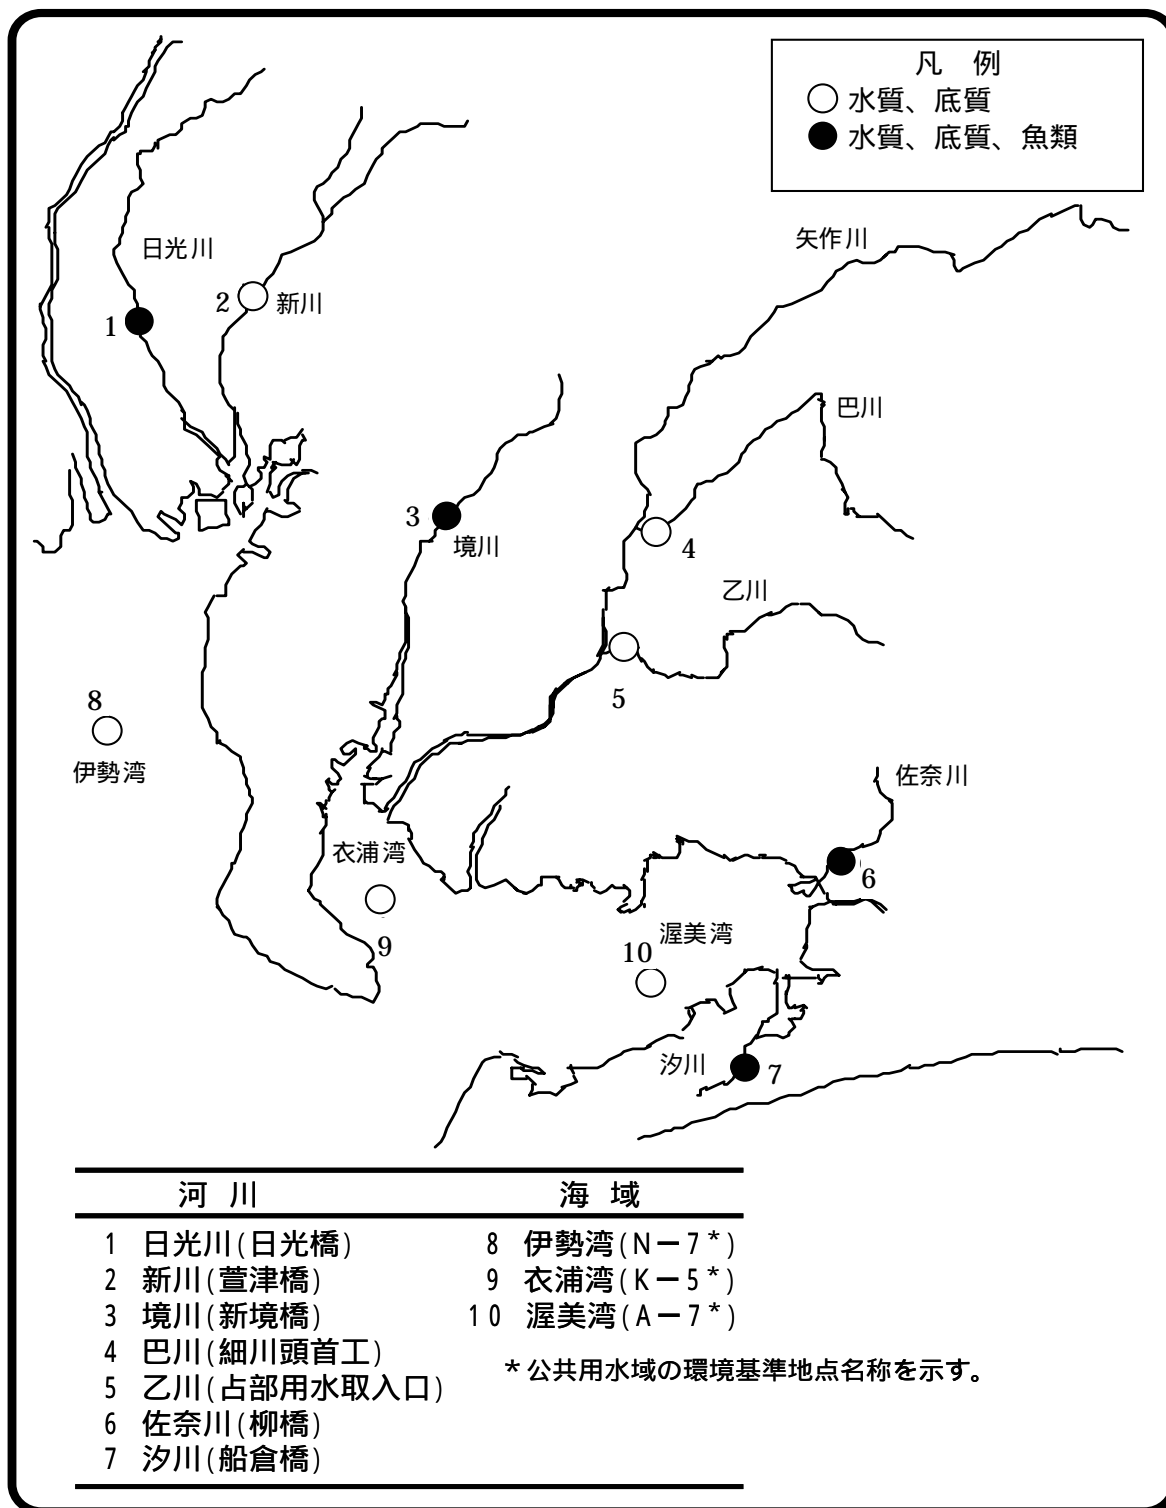 凡 例
水質、底質
水質、底質、魚類
矢作川
日光川
2 新川
1
巴川
3
境川
4
乙川
5
8
伊勢湾
佐奈川
衣浦湾
6
9
渥美湾
10
汐川
7
河 川 海 域
1 日光川(日光橋) 8 伊勢湾(N－7*)
2 新川(萱津橋) 9 衣浦湾(K－5*)
3 境川(新境橋) 10 渥美湾(A－7*)
4 巴川(細川頭首工)
*公共用水域の環境基準地点名称を示す。
5 乙川(占部用水取入口)
6 佐奈川(柳橋)
7 汐川(船倉橋)